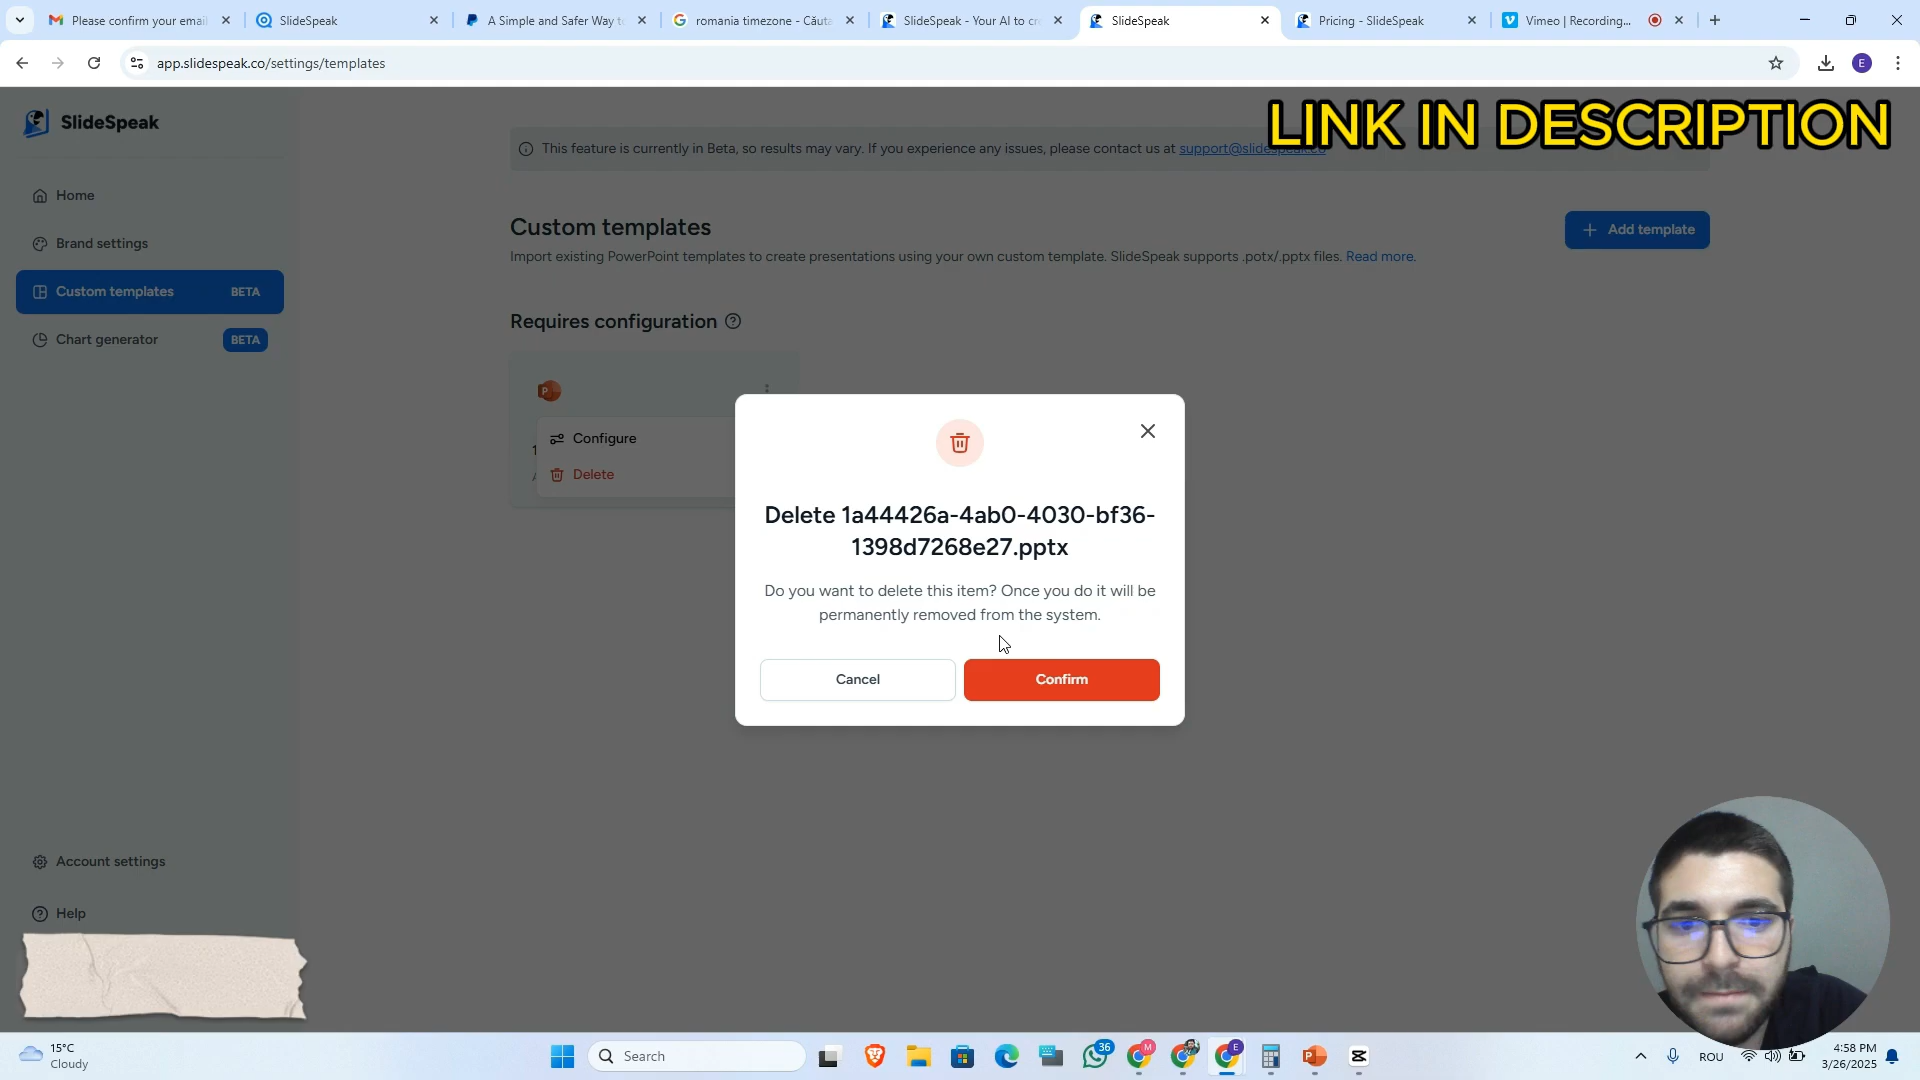 Please confirm your email
SlideSpeak
A Simple and Safer Way t
romania timezone - Căuta
SlideSpeak - Your AI to cr
SlideSpeak
Pricing - SlideSpeak
Vimeo | Recording...
app.slidespeak.co/settings/templates
E
LINK IN DESCRIPTION
SlideSpeak
This feature is currently in Beta, so results may vary. If you experience any issues, please contact us at support@slidespeak.co
Home
Brand settings
Custom templates BETA
Chart generator BETA
Custom templates
Add template
Import existing PowerPoint templates to create presentations using your own custom template. SlideSpeak supports .potx/.pptx files. Read more.
Requires configuration
Configure
Delete
Delete 1a44426a-4ab0-4030-bf36-
1398d7268e27.pptx
Do you want to delete this item? Once you do it will be
permanently removed from the system.
Cancel
Confirm
Account settings
Help
15°C
Cloudy
Search
36
M
E
ROU
4:58 PM
3/26/2025